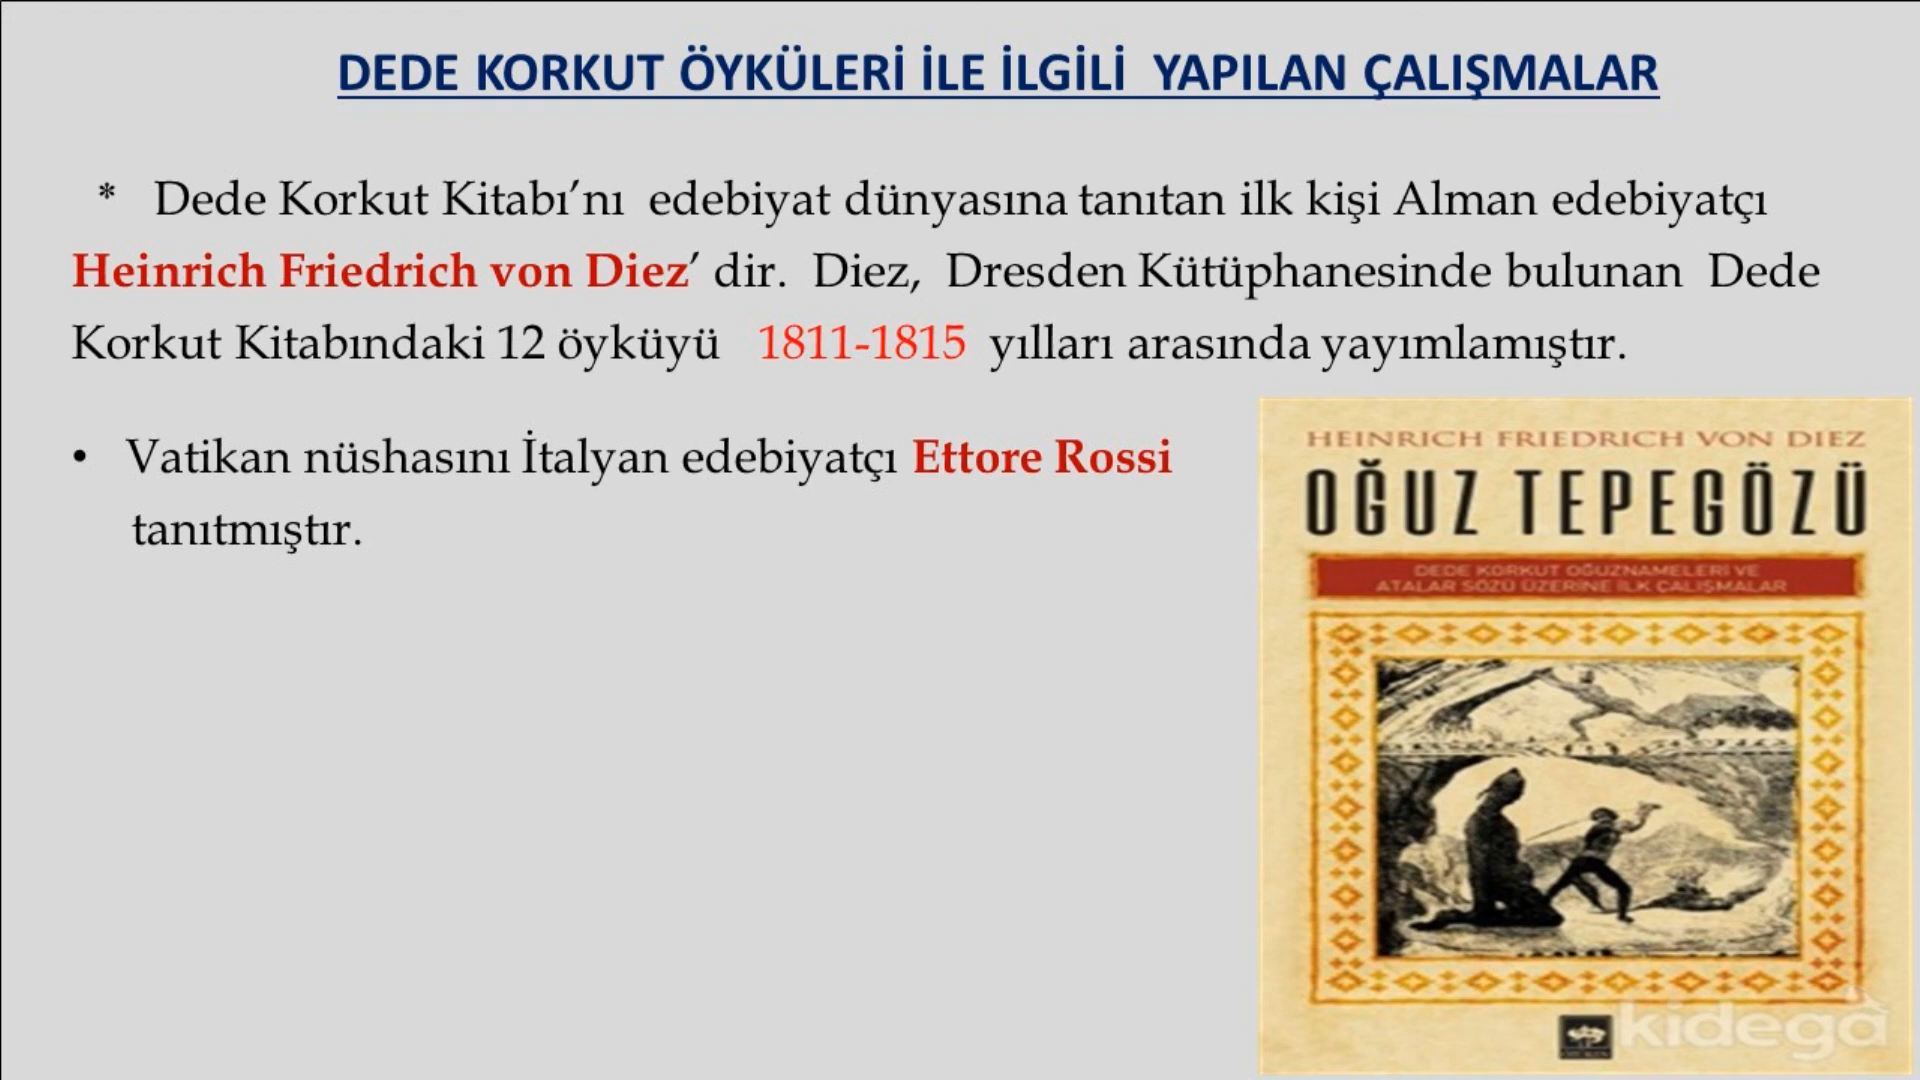 DEDE KORKUT ÖYKÜLERİ İLE İLGİLİ YAPILAN ÇALIŞMALAR
* Dede Korkut Kitabı’nı edebiyat dünyasına tanıtan ilk kişi Alman edebiyatçı
Heinrich Friedrich von Diez’ dir. Diez, Dresden Kütüphanesinde bulunan Dede
Korkut Kitabındaki 12 öyküyü 1811-1815 yılları arasında yayımlamıştır.
• Vatikan nüshasını İtalyan edebiyatçı Ettore Rossi
tanıtmıştır.
HEINRICH FRIEDRICH VON DIEZ
OĞUZ TEPEGÖZÜ
DEDE KORKUT OĞUZNAMELERİ VE
ATALAR SÖZÜ ÜZERİNE İLK ÇALIŞMALAR
kidega